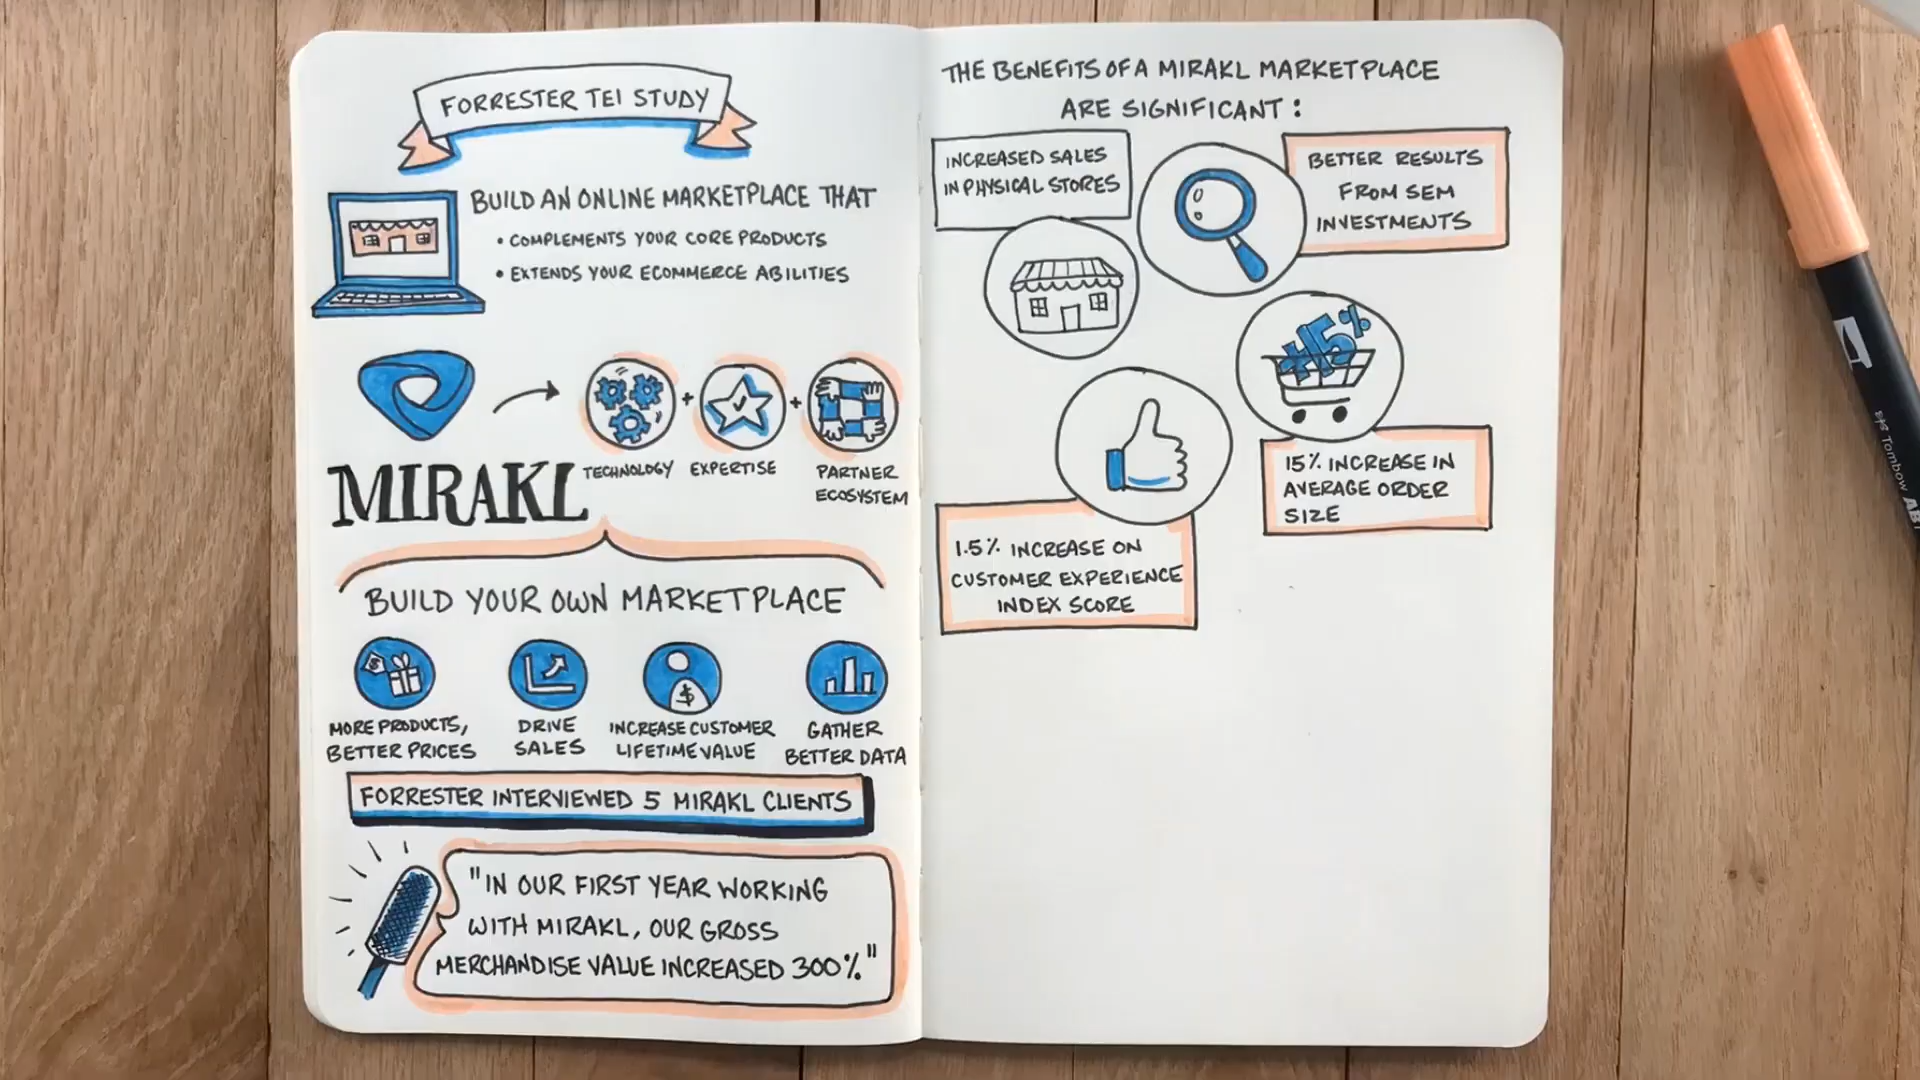 FORRESTER TEI STUDY
BUILD AN ONLINE MARKETPLACE THAT
• COMPLEMENTS YOUR CORE PRODUCTS
• EXTENDS YOUR ECOMMERCE ABILITIES
MIRAKL
TECHNOLOGY
+
EXPERTISE
+
PARTNER
ECOSYSTEM
BUILD YOUR OWN MARKETPLACE
$
MORE PRODUCTS,
BETTER PRICES
DRIVE
SALES
$
INCREASE CUSTOMER
LIFETIME VALUE
GATHER
BETTER DATA
FORRESTER INTERVIEWED 5 MIRAKL CLIENTS
"IN OUR FIRST YEAR WORKING
WITH MIRAKL, OUR GROSS
MERCHANDISE VALUE INCREASED 300%"
THE BENEFITS OF A MIRAKL MARKETPLACE
ARE SIGNIFICANT:
INCREASED SALES
IN PHYSICAL STORES
BETTER RESULTS
FROM SEM
INVESTMENTS
+15%
15% INCREASE IN
AVERAGE ORDER
SIZE
1.5% INCREASE ON
CUSTOMER EXPERIENCE
INDEX SCORE
Tombow